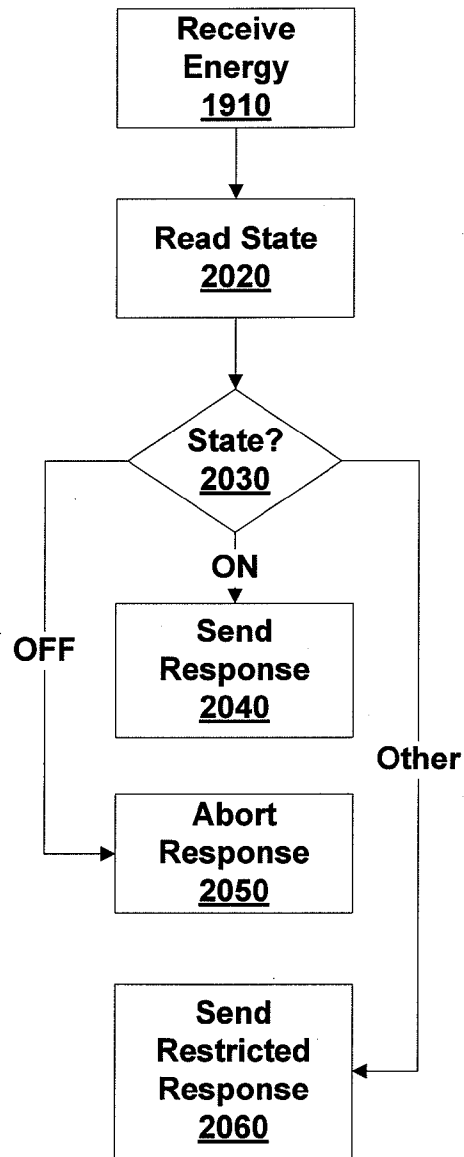 Receive
Energy
1910
Read State
2020
State?
2030
ON
OFF
Send
Response
2040
Other
Abort
Response
2050
Send
Restricted
Response
2060